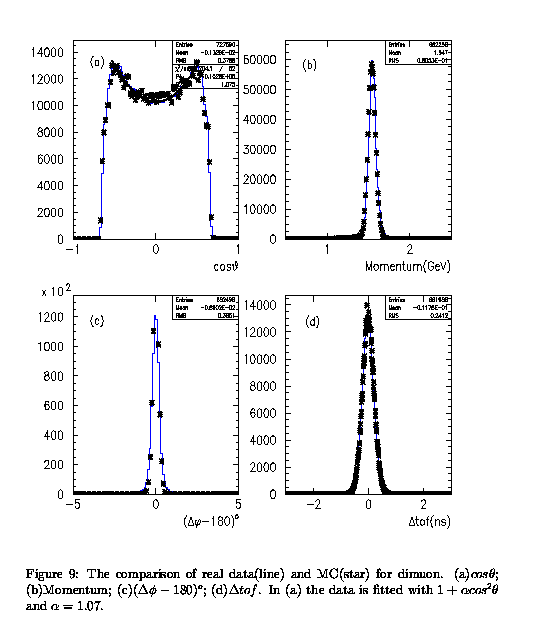 14000
12000
10000
8000
6000
4000
2000
0
(a)
Entries
Mean
RMS
1.075
-1
0
1
cosϑ
60000
50000
40000
30000
20000
10000
0
(b)
Entries
Mean
RMS
1
2
Momentum(GeV)
x 10²
1200
1000
800
600
400
200
0
(c)
Entries
Mean
RMS
-5
0
5
(Δφ-180)°
14000
12000
10000
8000
6000
4000
2000
0
(d)
Entries
Mean
RMS
0.2412
-2
0
2
Δtof(ns)
Figure 9: The comparison of real data(line) and MC(star) for dimuon. (a)cosθ;
(b)Momentum; (c)(Δϕ − 180)°; (d)Δtof. In (a) the data is fitted with 1 + αcos²θ
and α = 1.07.